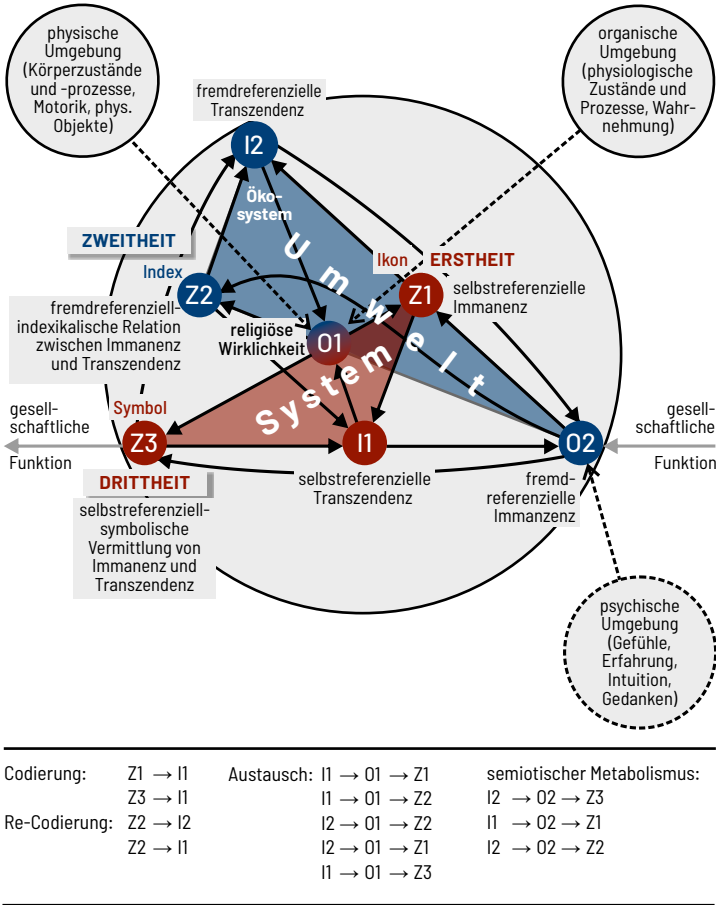 physische
Umgebung
(Körperzustände
und -prozesse,
Motorik, phys.
Objekte)
organische
Umgebung
(physiologische
Zustände und
Prozesse, Wahr-
nehmung)
fremdreferenzielle
Transzendenz
I2
Öko-
system
Umwelt
ZWEITHEIT
Index
Z2
fremdreferenziell-
indexikalische Relation
zwischen Immanenz
und Transzendenz
Ikon ERSTHEIT
Z1
selbstreferenzielle
Immanenz
religiöse
Wirklichkeit
O1
System
gesell-
schaftliche
Funktion
Symbol
Z3
I1
O2
gesell-
schaftliche
Funktion
DRITTHEIT
selbstreferenziell-
symbolische
Vermittlung von
Immanenz und
Transzendenz
selbstreferenzielle
Transzendenz
fremd-
referenzielle
Immanzenz
psychische
Umgebung
(Gefühle,
Erfahrung,
Intuition,
Gedanken)
Codierung: Z1 → I1
Z3 → I1
Re-Codierung: Z2 → I2
Z2 → I1
Austausch: I1 → O1 → Z1
I1 → O1 → Z2
I2 → O1 → Z2
I2 → O1 → Z1
I1 → O1 → Z3
semiotischer Metabolismus:
I2 → O2 → Z3
I1 → O2 → Z1
I2 → O2 → Z2